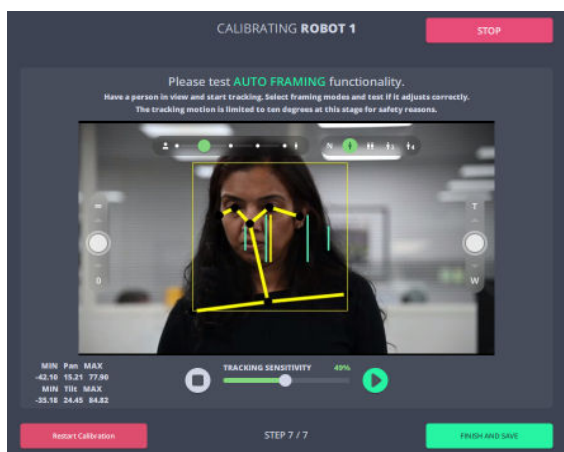 CALIBRATING ROBOT 1
STOP
Please test AUTO FRAMING functionality.
Have a person in view and start tracking. Select framing modes and test if it adjusts correctly.
The tracking motion is limited to ten degrees at this stage for safety reasons.
N
T
W
TRACKING SENSITIVITY 49%
MIN Pan MAX
-42.10 15.21 77.90
MIN Tilt MAX
-35.18 24.45 84.82
Restart Calibration
STEP 7 / 7
FINISH AND SAVE